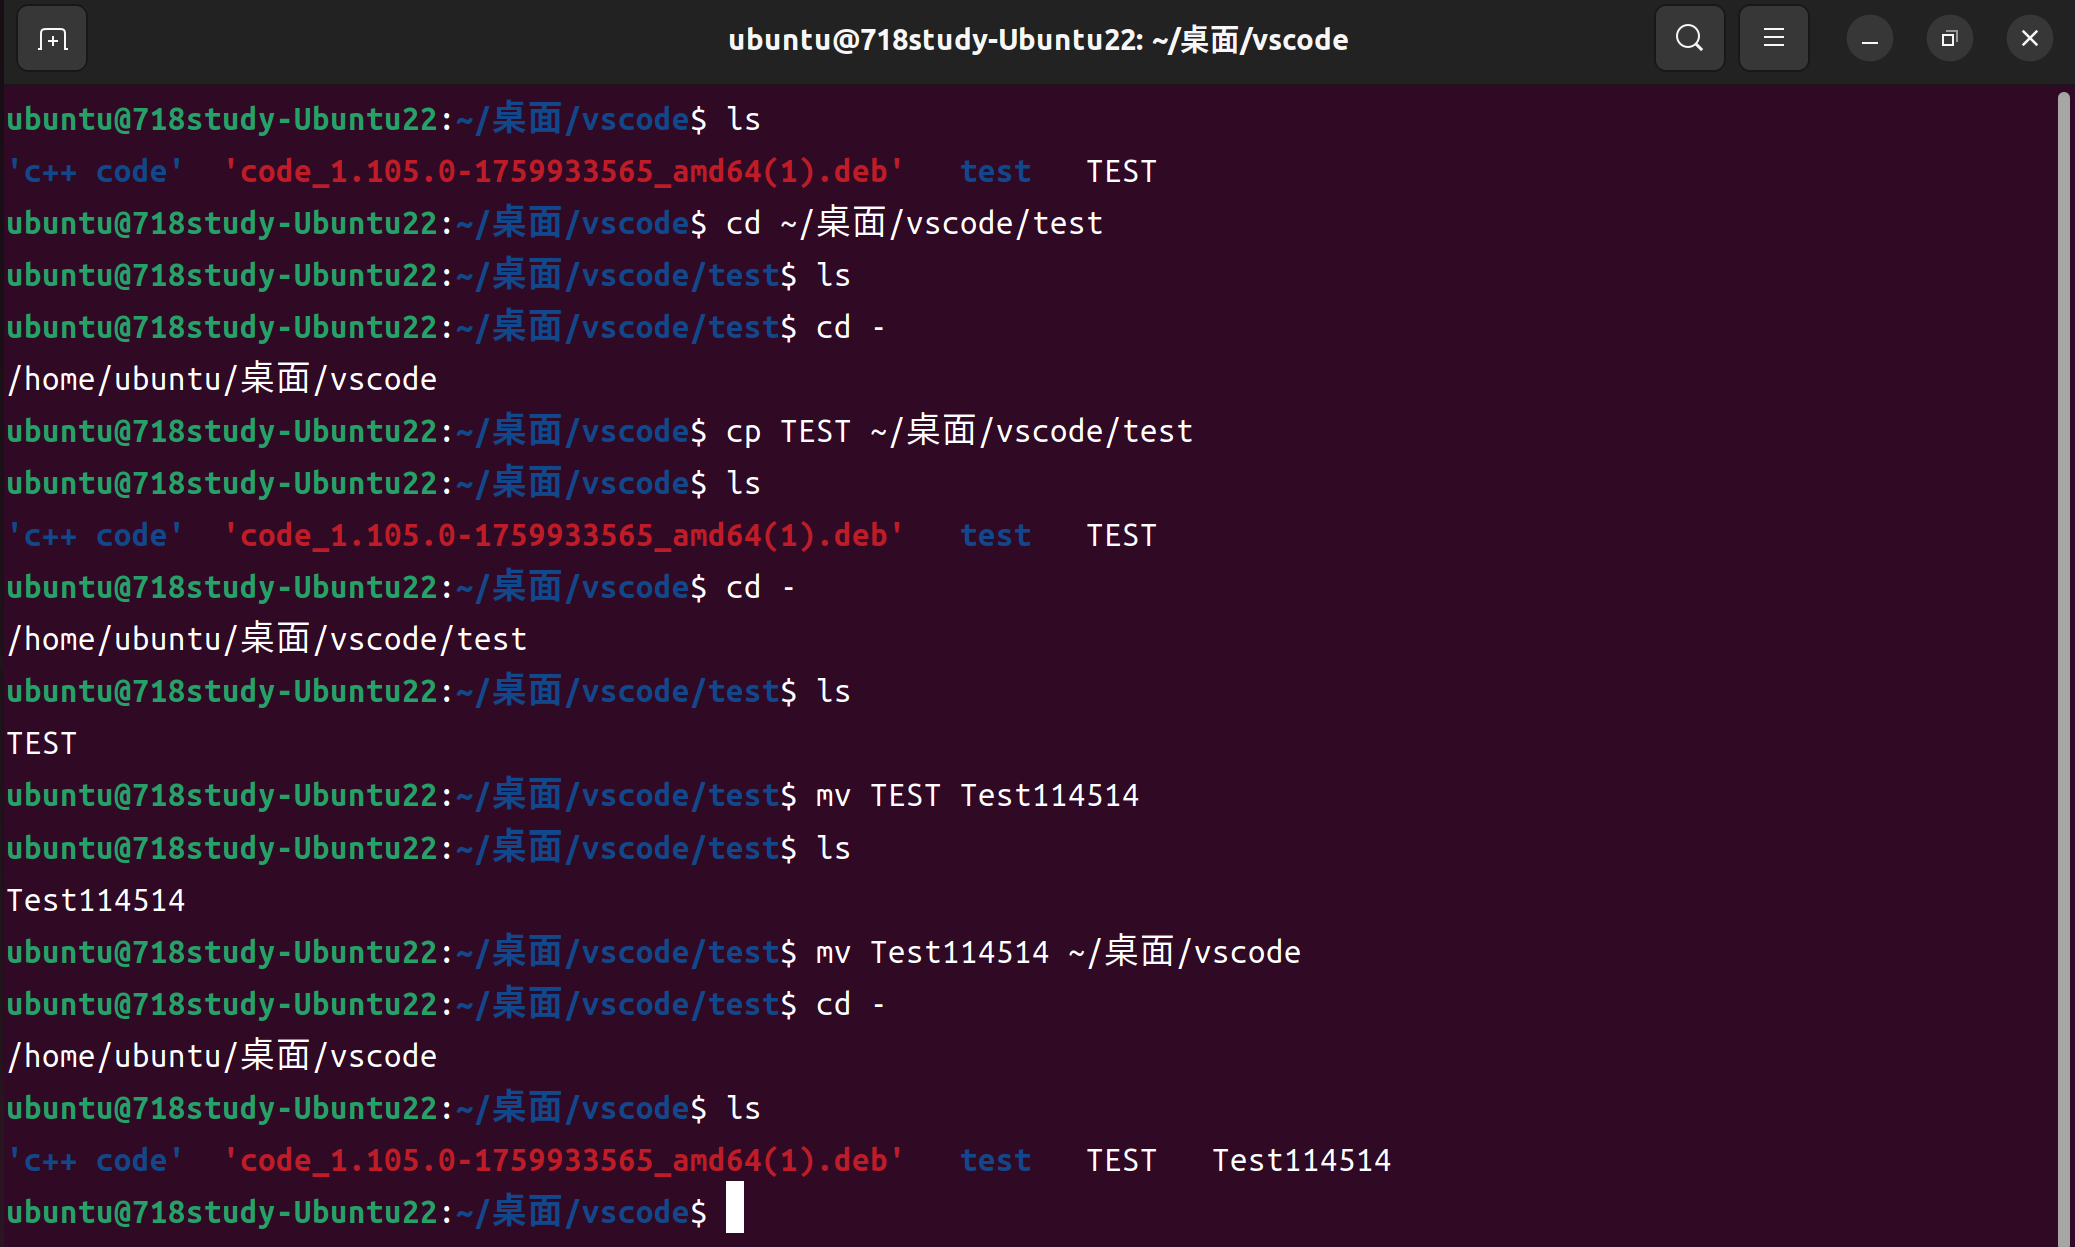 ubuntu@718study-Ubuntu22: ~/桌面/vscode
ubuntu@718study-Ubuntu22:~/桌面/vscode$ ls
'c++ code'  'code_1.105.0-1759933565_amd64(1).deb'   test   TEST
ubuntu@718study-Ubuntu22:~/桌面/vscode$ cd ~/桌面/vscode/test
ubuntu@718study-Ubuntu22:~/桌面/vscode/test$ ls
ubuntu@718study-Ubuntu22:~/桌面/vscode/test$ cd -
/home/ubuntu/桌面/vscode
ubuntu@718study-Ubuntu22:~/桌面/vscode$ cp TEST ~/桌面/vscode/test
ubuntu@718study-Ubuntu22:~/桌面/vscode$ ls
'c++ code'  'code_1.105.0-1759933565_amd64(1).deb'   test   TEST
ubuntu@718study-Ubuntu22:~/桌面/vscode$ cd -
/home/ubuntu/桌面/vscode/test
ubuntu@718study-Ubuntu22:~/桌面/vscode/test$ ls
TEST
ubuntu@718study-Ubuntu22:~/桌面/vscode/test$ mv TEST Test114514
ubuntu@718study-Ubuntu22:~/桌面/vscode/test$ ls
Test114514
ubuntu@718study-Ubuntu22:~/桌面/vscode/test$ mv Test114514 ~/桌面/vscode
ubuntu@718study-Ubuntu22:~/桌面/vscode/test$ cd -
/home/ubuntu/桌面/vscode
ubuntu@718study-Ubuntu22:~/桌面/vscode$ ls
'c++ code'  'code_1.105.0-1759933565_amd64(1).deb'   test   TEST   Test114514
ubuntu@718study-Ubuntu22:~/桌面/vscode$